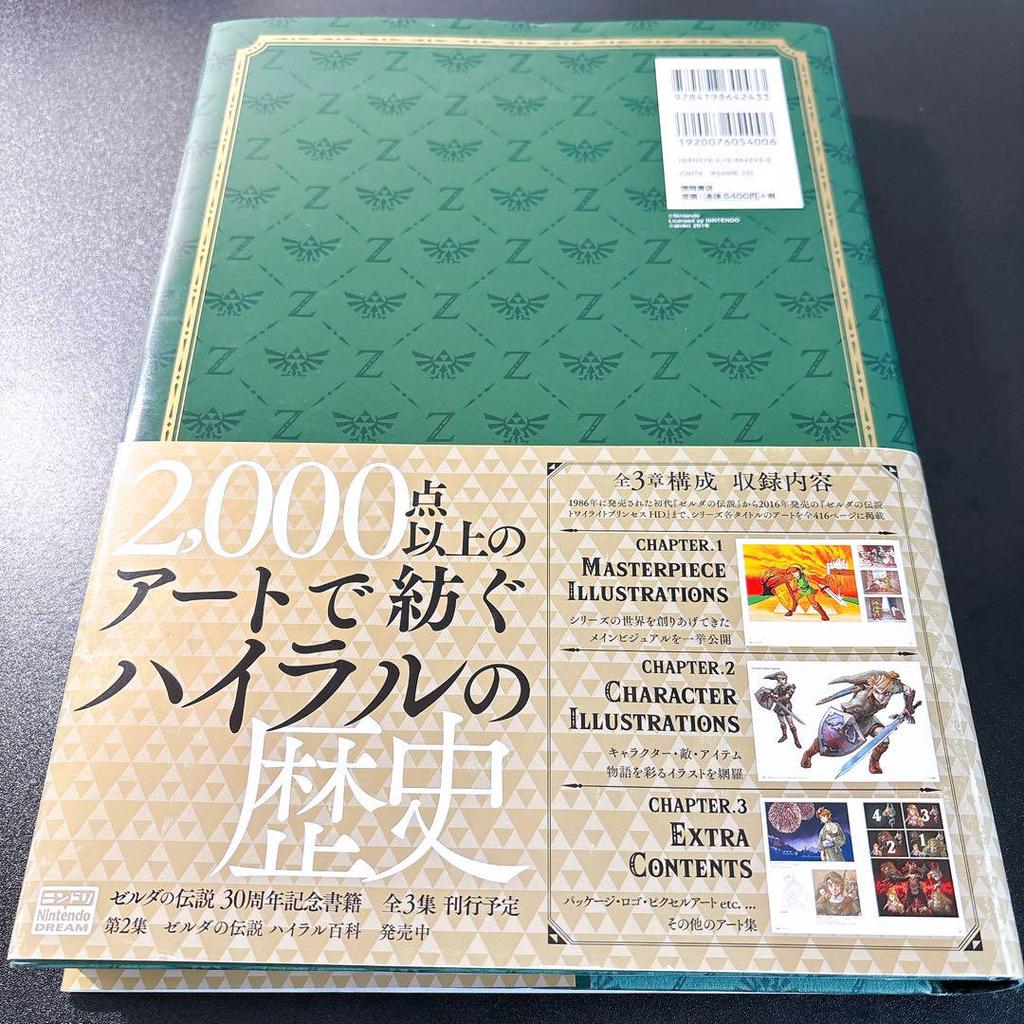 9784198642433
1920076054006
徳間書店
定価:本体5400円+税
©Nintendo
Licensed by NINTENDO
2,000点
以上の
アートで紡ぐ
ハイラルの
歴史
ニンドリ
Nintendo
DREAM
ゼルダの伝説 30周年記念書籍 全3集 刊行予定
第2集 ゼルダの伝説 ハイラル百科 発売中
全3章構成 収録内容
1986年に発売された初代『ゼルダの伝説』から2016年発売の『ゼルダの伝説
トワイライトプリンセスHD』まで、シリーズ各タイトルのアートを全416ページに掲載
CHAPTER.1
MASTERPIECE
ILLUSTRATIONS
シリーズの世界を創りあげてきた
メインビジュアルを一挙公開
CHAPTER.2
CHARACTER
ILLUSTRATIONS
キャラクター・敵・アイテム
物語を彩るイラストを網羅
CHAPTER.3
EXTRA
CONTENTS
パッケージ・ロゴ・ピクセルアート etc. ...
その他のアート集